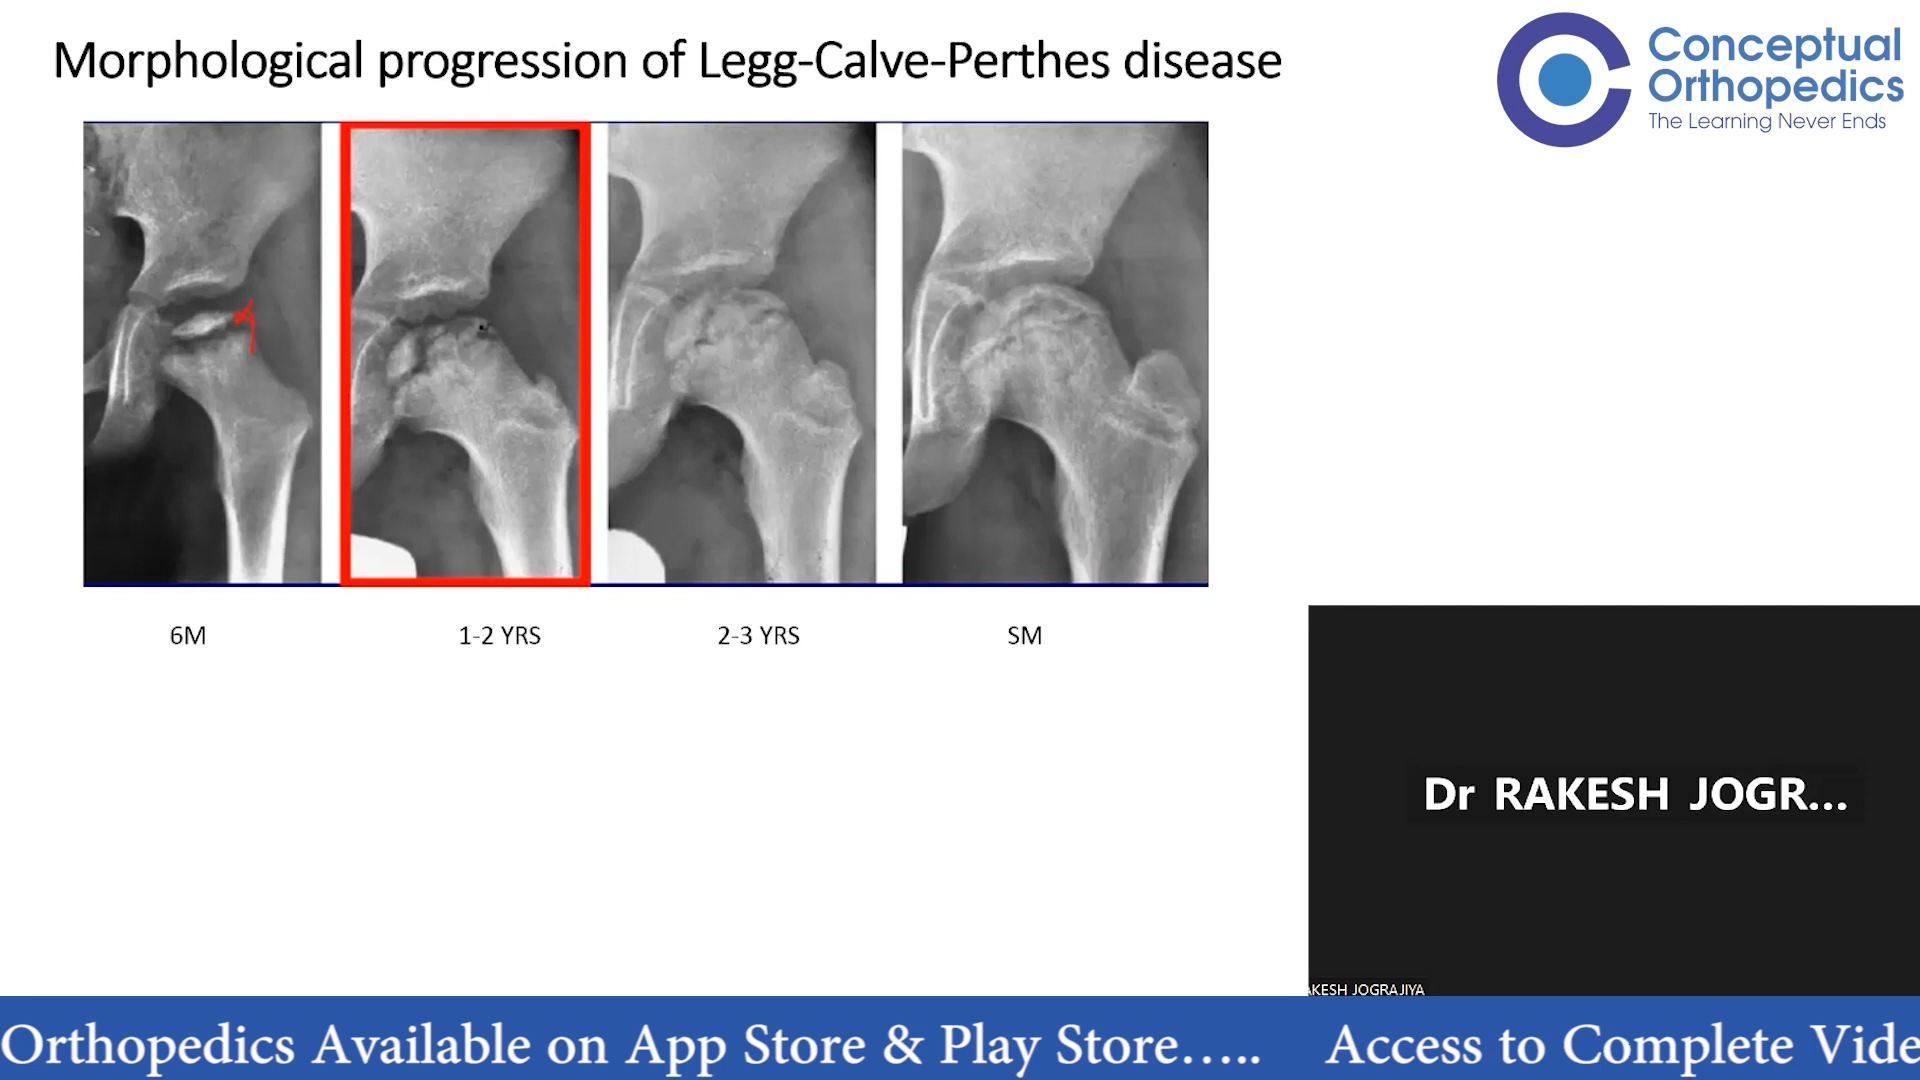 Morphological progression of Legg-Calve-Perthes disease
Conceptual
Orthopedics
The Learning Never Ends
6M
1-2 YRS
2-3 YRS
SM
Dr RAKESH JOGR...
AKESH JOGRAJIYA
Orthopedics Available on App Store & Play Store….. Access to Complete Vide